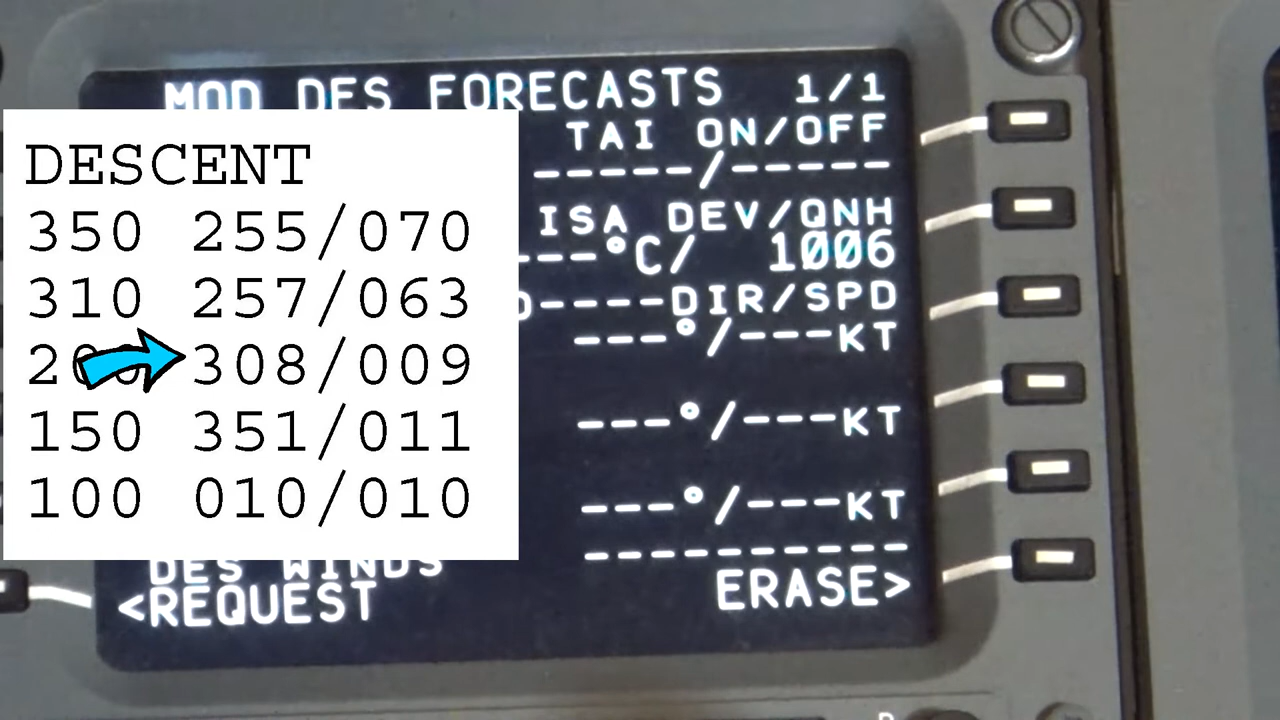 MOD DES FORECASTS 1/1
TAI ON/OFF
-----/-----
ISA DEV/QNH
---°C/ 1006
----DIR/SPD
---°/---KT
---°/---KT
---°/---KT
----------
DES WINDS
<REQUEST ERASE>
DESCENT
350 255/070
310 257/063
200 308/009
150 351/011
100 010/010